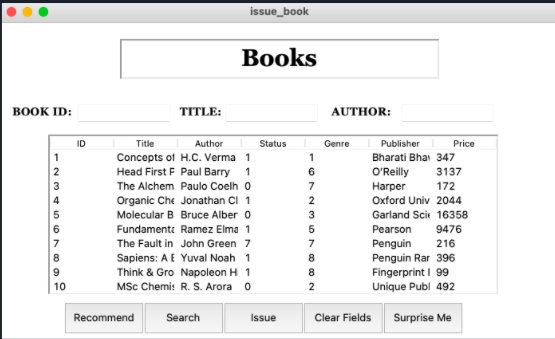 issue_book
Books
BOOK ID: TITLE: AUTHOR:
ID Title Author Status Genre Publisher Price
1 Concepts of H.C. Verma 1 1 Bharati Bhav 347
2 Head First P Paul Barry 1 6 O'Reilly 3137
3 The Alchem Paulo Coelh 0 7 Harper 172
4 Organic Che Jonathan Cl 1 2 Oxford Univ 2044
5 Molecular B Bruce Alber 0 3 Garland Scie 16358
6 Fundamenta Ramez Elma 1 5 Pearson 9476
7 The Fault in John Green 7 7 Penguin 216
8 Sapiens: A B Yuval Noah 1 8 Penguin Ran 396
9 Think & Gro Napoleon H 1 8 Fingerprint 99
10 MSc Chemis R. S. Arora 0 2 Unique Publ 492
Recommend Search Issue Clear Fields Surprise Me